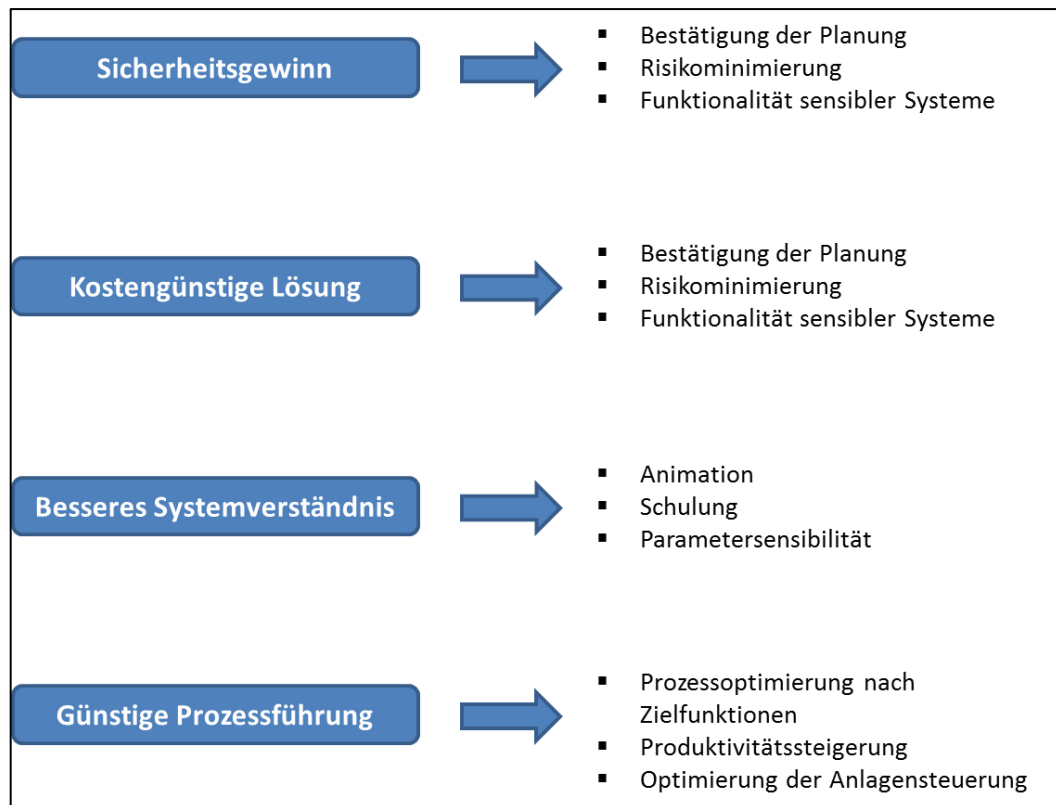 Sicherheitsgewinn
▪ Bestätigung der Planung
▪ Risikominimierung
▪ Funktionalität sensibler Systeme
Kostengünstige Lösung
▪ Bestätigung der Planung
▪ Risikominimierung
▪ Funktionalität sensibler Systeme
Besseres Systemverständnis
▪ Animation
▪ Schulung
▪ Parametersensibilität
Günstige Prozessführung
▪ Prozessoptimierung nach
Zielfunktionen
▪ Produktivitätssteigerung
▪ Optimierung der Anlagensteuerung